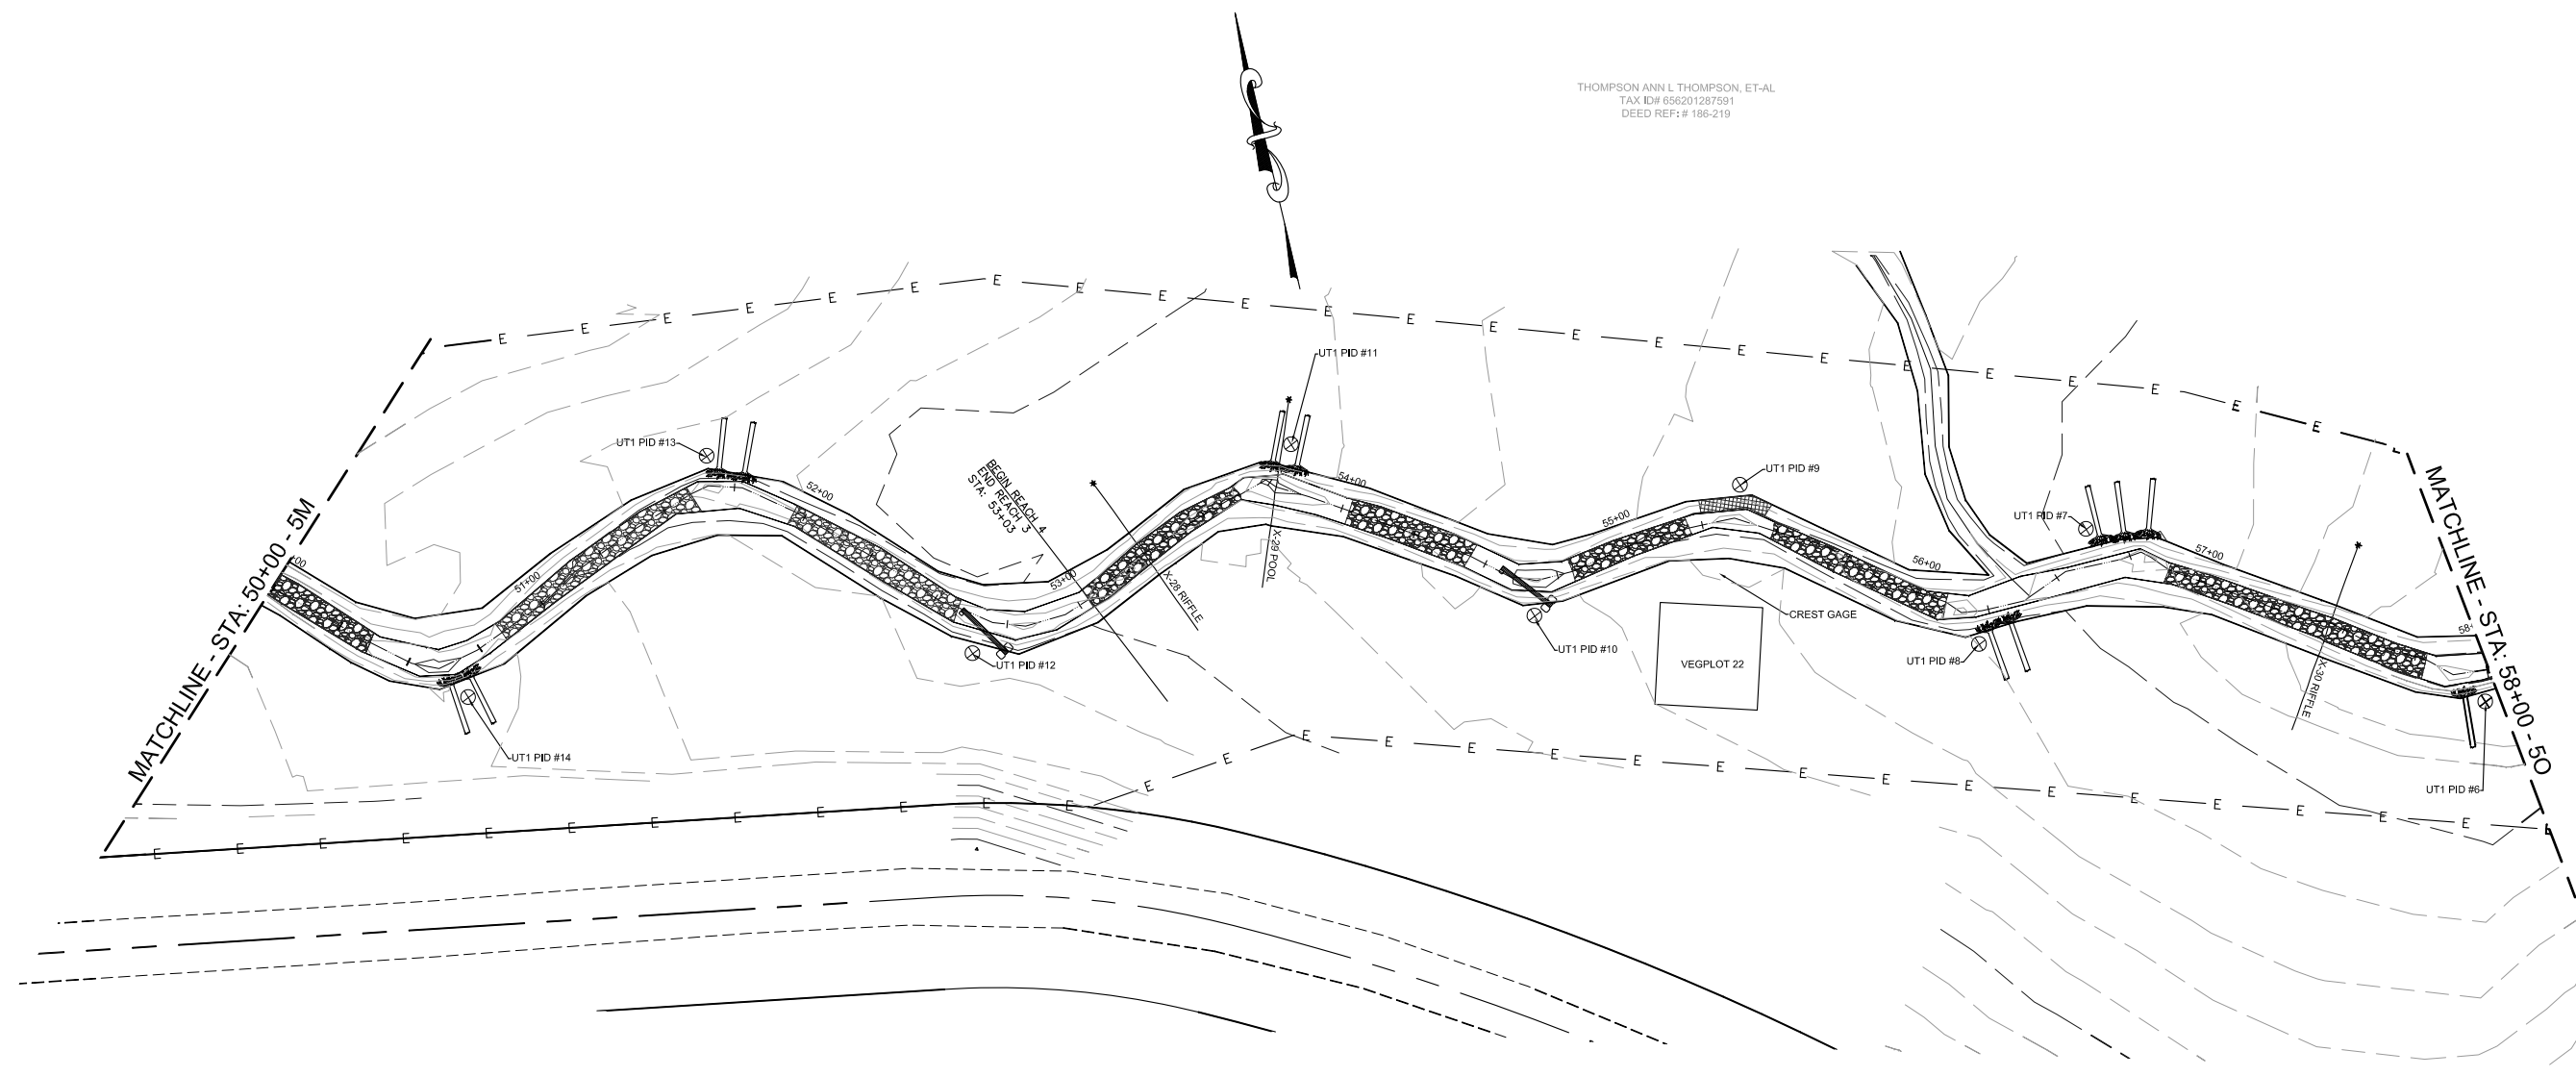 THOMPSON ANN L THOMPSON, ET-AL
TAX ID# 656201287591
DEED REF: # 186-219
E E E E E E E E E E E E E E E E E E E E E E E E
UT1 PID #11
UT1 PID #13
UT1 PID #9
UT1 PID #7
MATCHLINE - STA: 50+00 - 5M
MATCHLINE - STA: 58+00 - 5O
+00
51+00
52+00
53+00
54+00
55+00
56+00
57+00
58+
BEGIN REACH 4
END REACH 3
STA: 53+03
X-28 RIFFLE
X-29 POOL
X-30 RIFFLE
CREST GAGE
VEGPLOT 22
UT1 PID #14
UT1 PID #12
UT1 PID #10
UT1 PID #8
UT1 PID #6
E E E E E E E E E E E E E E E E E E E E E E E E E E E E E E